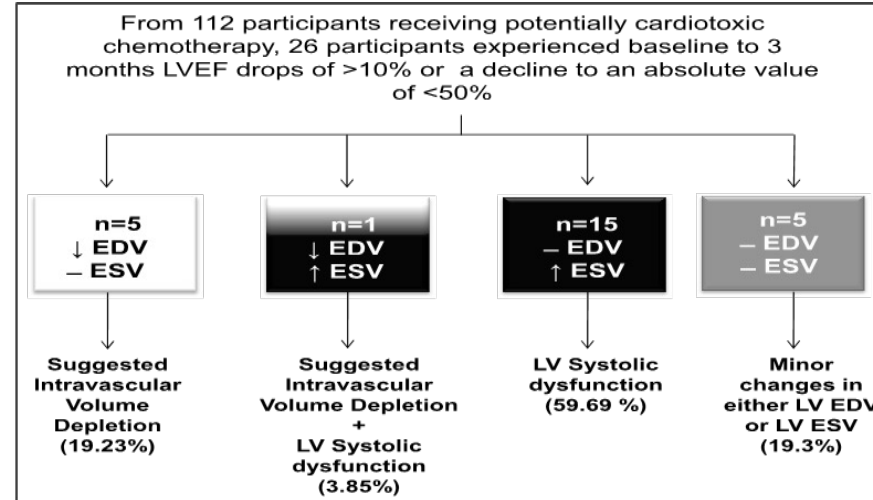 From 112 participants receiving potentially cardiotoxic
chemotherapy, 26 participants experienced baseline to 3
months LVEF drops of >10% or a decline to an absolute value
of <50%
n=5
↓ EDV
– ESV
n=1
↓ EDV
↑ ESV
n=15
– EDV
↑ ESV
n=5
– EDV
– ESV
Suggested
Intravascular
Volume
Depletion
(19.23%)
Suggested
Intravascular
Volume Depletion
+
LV Systolic
dysfunction
(3.85%)
LV Systolic
dysfunction
(59.69 %)
Minor
changes in
either LV EDV
or LV ESV
(19.3%)